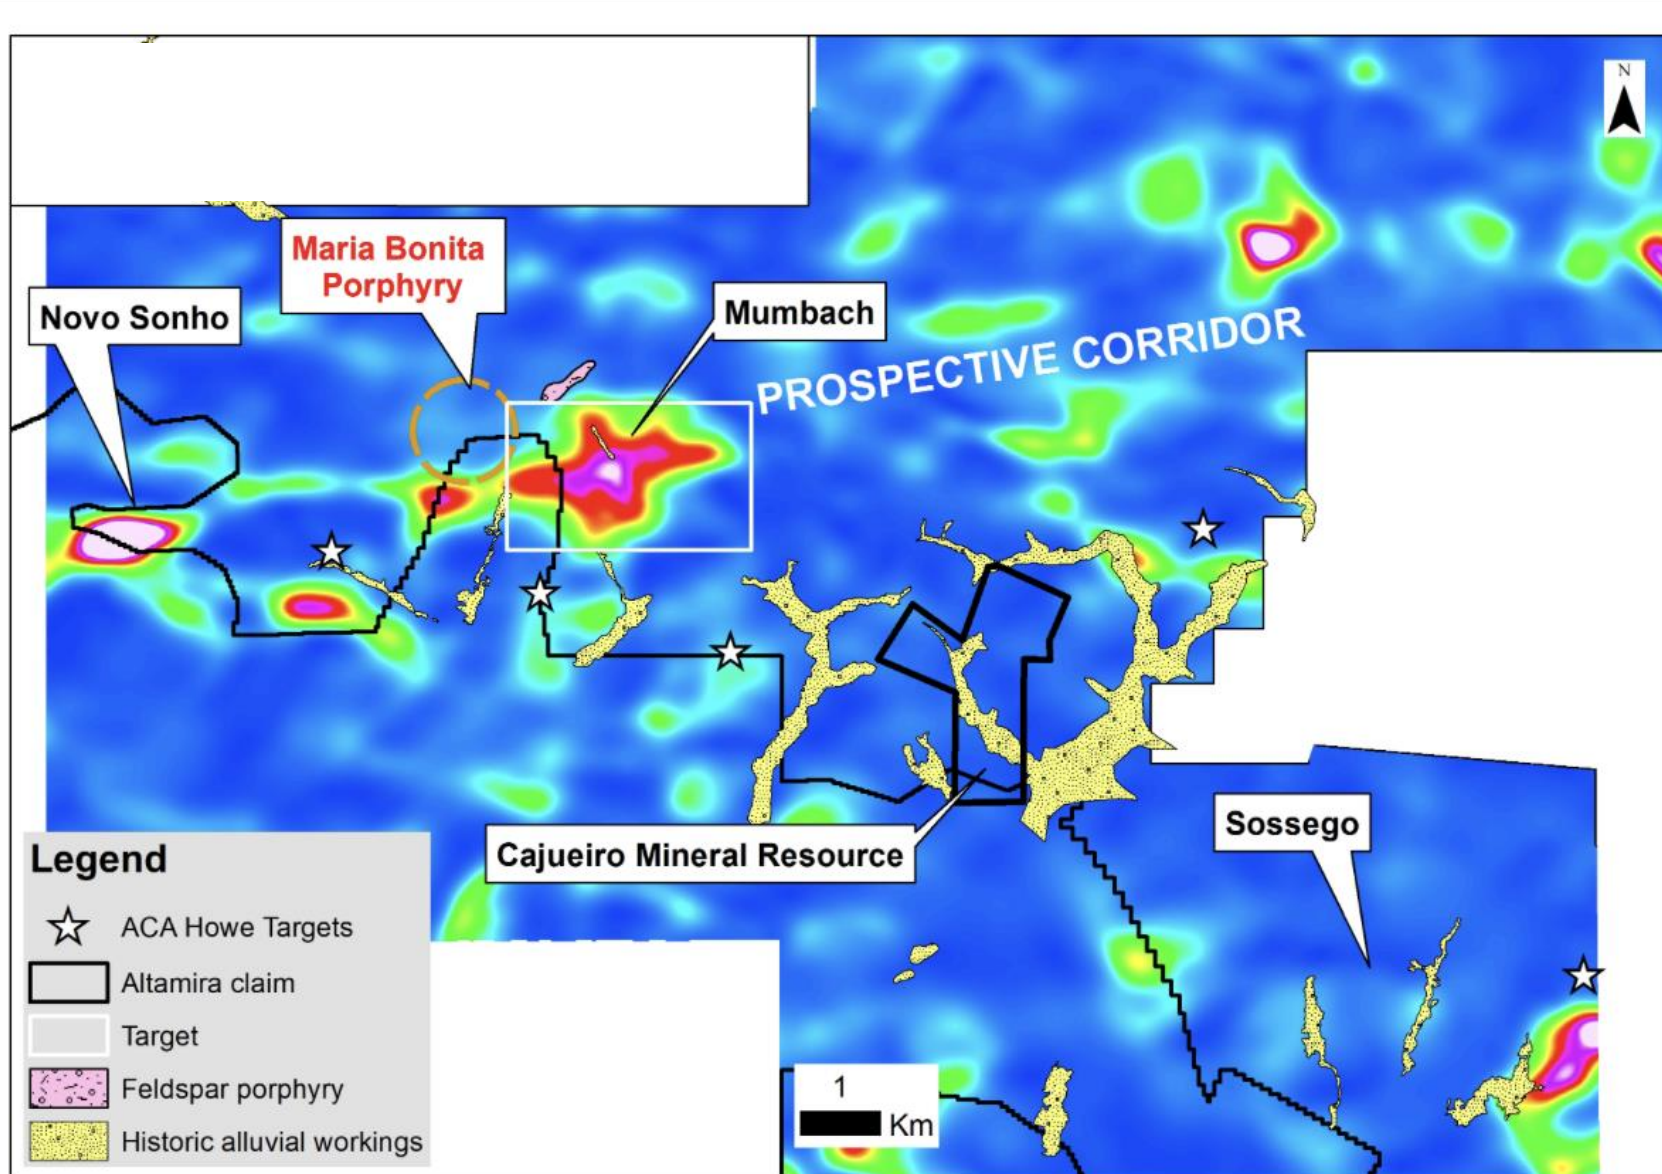 N
Maria Bonita
Porphyry
Novo Sonho
Mumbach
PROSPECTIVE CORRIDOR
Cajueiro Mineral Resource
Sossego
Legend
ACA Howe Targets
Altamira claim
Target
Feldspar porphyry
Historic alluvial workings
1
Km